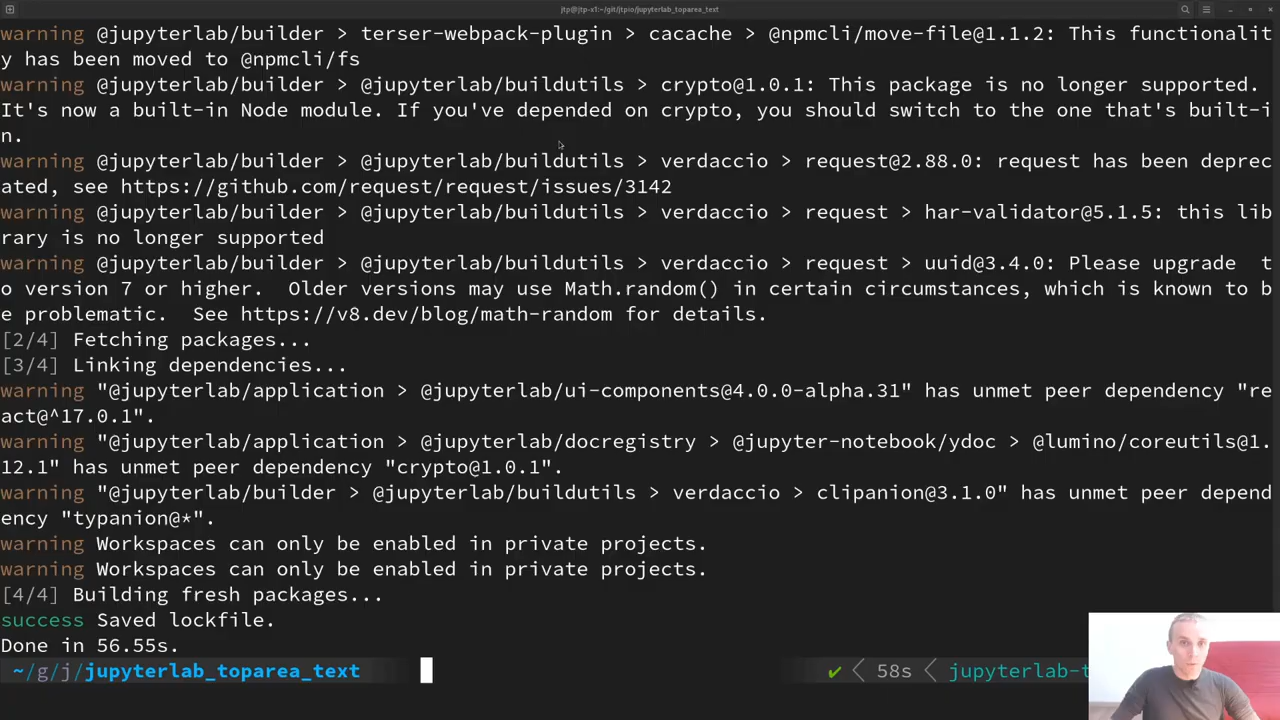 jtp@jtp-x1:~/git/jtpio/jupyterlab_toparea_text
warning @jupyterlab/builder > terser-webpack-plugin > cacache > @npmcli/move-file@1.1.2: This functionalit
y has been moved to @npmcli/fs
warning @jupyterlab/builder > @jupyterlab/buildutils > crypto@1.0.1: This package is no longer supported.
It's now a built-in Node module. If you've depended on crypto, you should switch to the one that's built-i
n.
warning @jupyterlab/builder > @jupyterlab/buildutils > verdaccio > request@2.88.0: request has been deprec
ated, see https://github.com/request/request/issues/3142
warning @jupyterlab/builder > @jupyterlab/buildutils > verdaccio > request > har-validator@5.1.5: this lib
rary is no longer supported
warning @jupyterlab/builder > @jupyterlab/buildutils > verdaccio > request > uuid@3.4.0: Please upgrade  t
o version 7 or higher.  Older versions may use Math.random() in certain circumstances, which is known to b
e problematic.  See https://v8.dev/blog/math-random for details.
[2/4] Fetching packages...
[3/4] Linking dependencies...
warning "@jupyterlab/application > @jupyterlab/ui-components@4.0.0-alpha.31" has unmet peer dependency "re
act@^17.0.1".
warning "@jupyterlab/application > @jupyterlab/docregistry > @jupyter-notebook/ydoc > @lumino/coreutils@1.
12.1" has unmet peer dependency "crypto@1.0.1".
warning "@jupyterlab/builder > @jupyterlab/buildutils > verdaccio > clipanion@3.1.0" has unmet peer depend
ency "typanion@*".
warning Workspaces can only be enabled in private projects.
warning Workspaces can only be enabled in private projects.
[4/4] Building fresh packages...
success Saved lockfile.
Done in 56.55s.
~/g/j/jupyterlab_toparea_text ✔ 58s jupyterlab-t